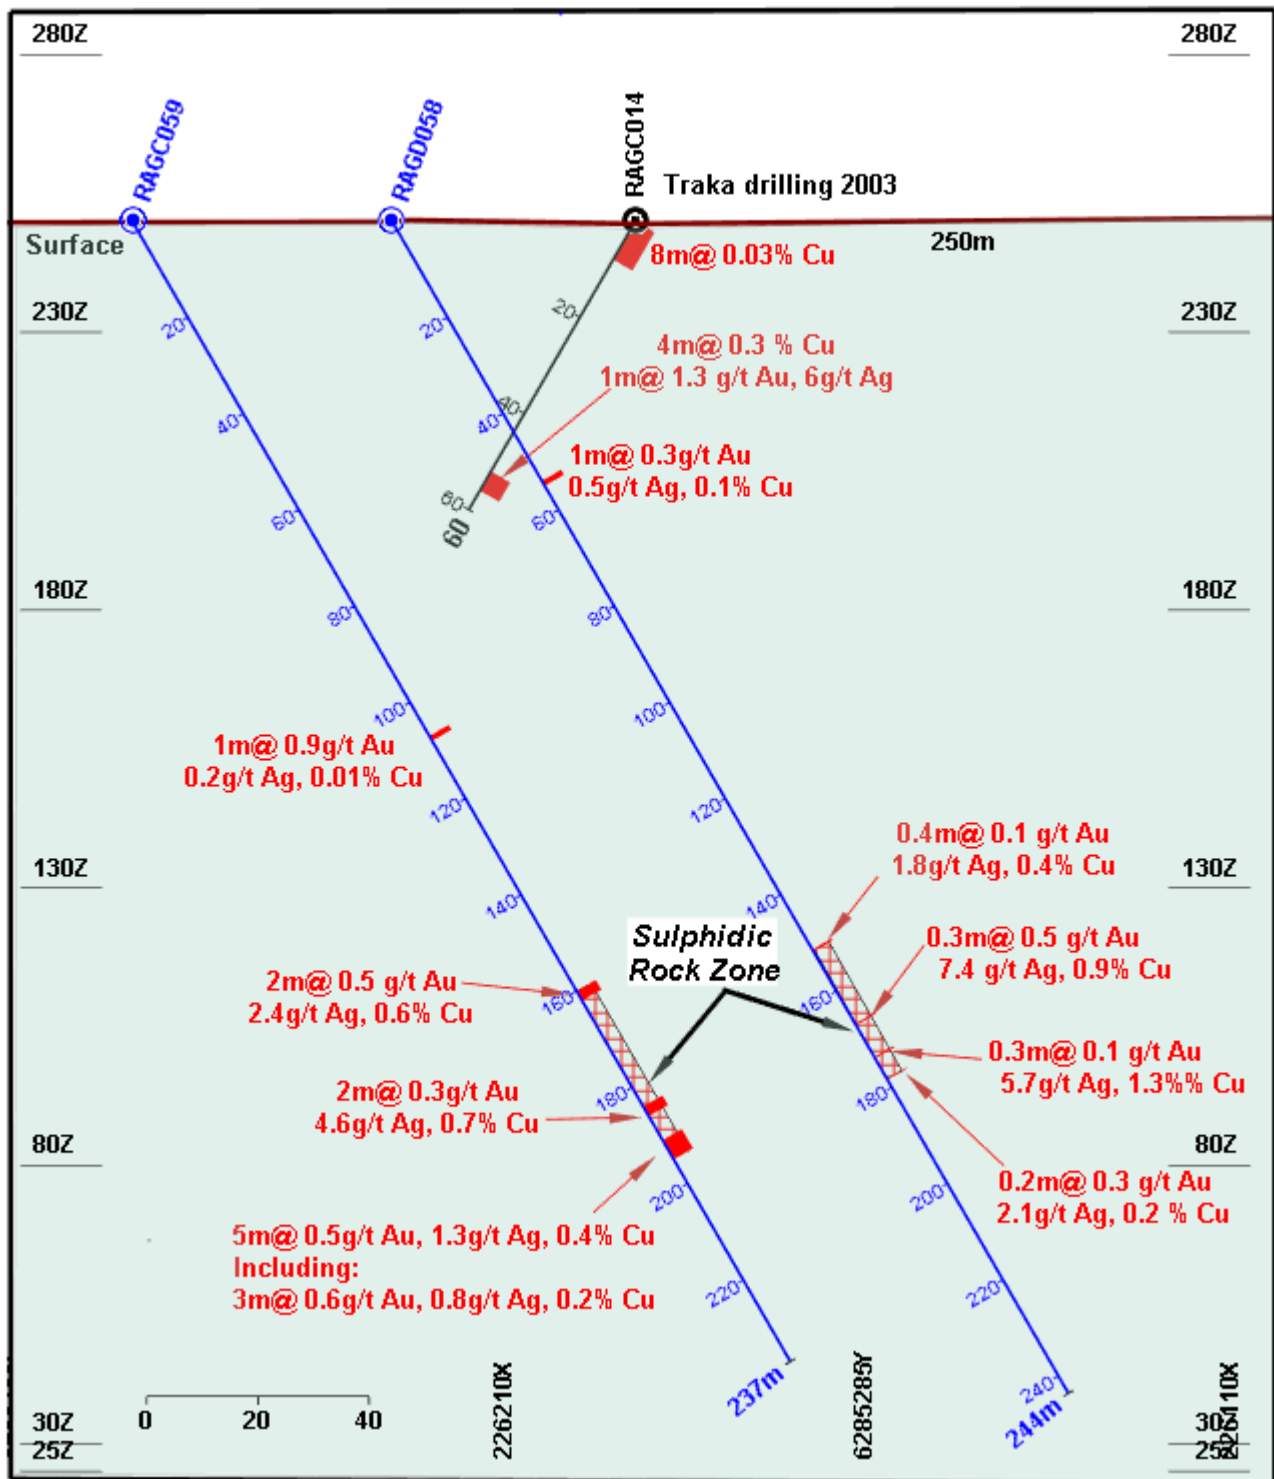 280Z
280Z
RAGC059
RAGD058
RAGC014
Traka drilling 2003
Surface
250m
8m@ 0.03% Cu
230Z
230Z
20
20
20
4m@ 0.3 % Cu
1m@ 1.3 g/t Au, 6g/t Ag
40
40
40
1m@ 0.3g/t Au
0.5g/t Ag, 0.1% Cu
60
60
60
60
180Z
180Z
80
80
100
100
1m@ 0.9g/t Au
0.2g/t Ag, 0.01% Cu
120
120
0.4m@ 0.1 g/t Au
1.8g/t Ag, 0.4% Cu
130Z
130Z
140
140
Sulphidic
Rock Zone
0.3m@ 0.5 g/t Au
7.4 g/t Ag, 0.9% Cu
2m@ 0.5 g/t Au
2.4g/t Ag, 0.6% Cu
160
160
0.3m@ 0.1 g/t Au
5.7g/t Ag, 1.3%% Cu
2m@ 0.3g/t Au
4.6g/t Ag, 0.7% Cu
180
180
80Z
80Z
0.2m@ 0.3 g/t Au
2.1g/t Ag, 0.2 % Cu
200
200
5m@ 0.5g/t Au, 1.3g/t Ag, 0.4% Cu
Including:
3m@ 0.6g/t Au, 0.8g/t Ag, 0.2% Cu
220
220
237m
240
244m
226210X
6285285Y
0
20
40
30Z
30Z
25Z
25Z